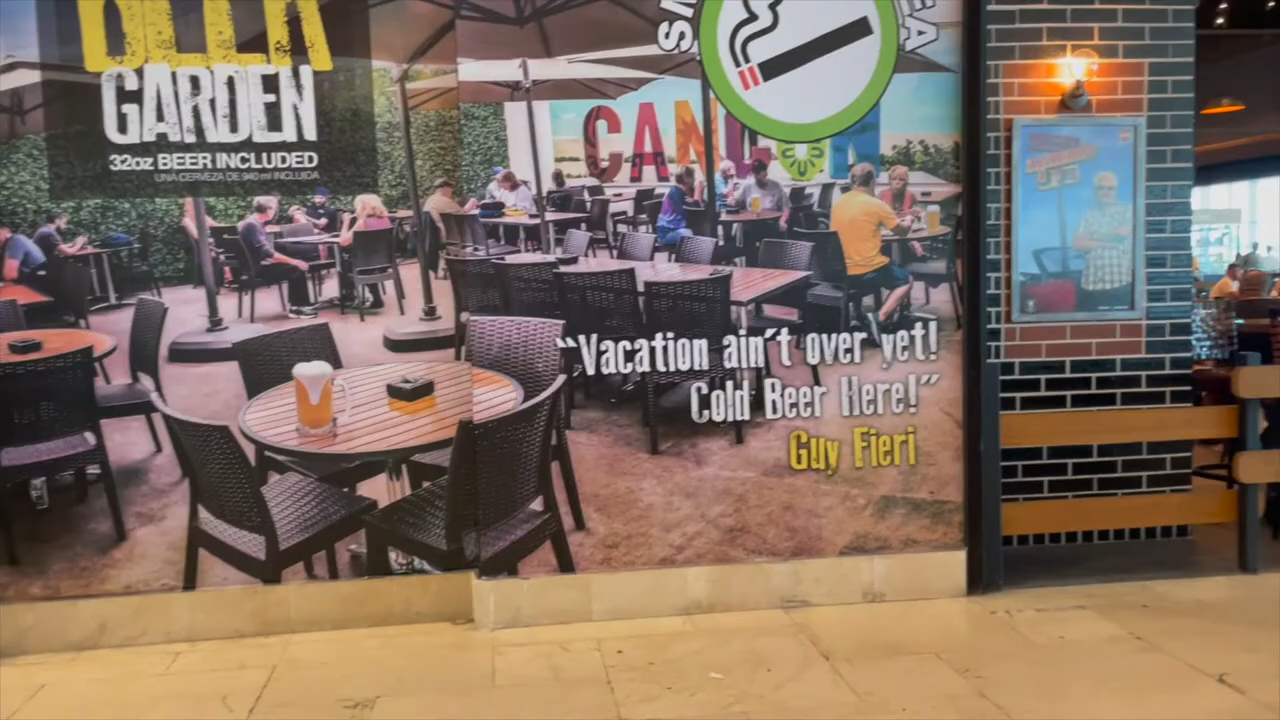 GARDEN
32oz BEER INCLUDED
UNA CERVEZA DE 940 ml INCLUIDA
"Vacation ain't over yet!
Cold Beer Here!"
Guy Fieri